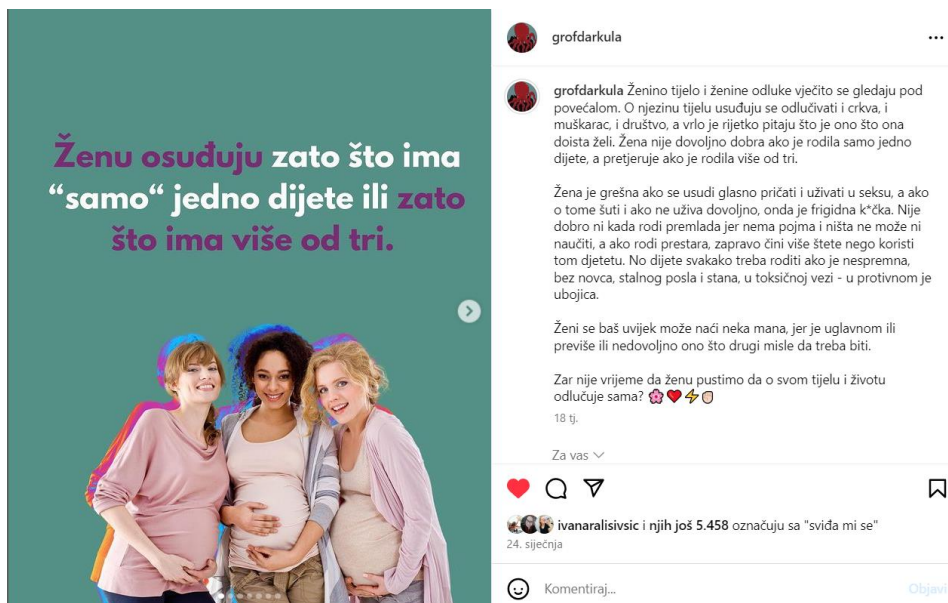 Ženu osuđuju zato što ima
“samo“ jedno dijete ili zato
što ima više od tri.
grofdarkula
grofdarkula Ženino tijelo i ženine odluke vječito se gledaju pod
povećalom. O njezinu tijelu usuđuju se odlučivati i crkva, i
muškarac, i društvo, a vrlo je rijetko pitaju što je ono što ona
doista želi. Žena nije dovoljno dobra ako je rodila samo jedno
dijete, a pretjeruje ako je rodila više od tri.
Žena je grešna ako se usudi glasno pričati i uživati u seksu, a ako
o tome šuti i ako ne uživa dovoljno, onda je frigidna k*čka. Nije
dobro ni kada rodi premlada jer nema pojma i ništa ne može ni
naučiti, a ako rodi prestara, zapravo čini više štete nego koristi
tom djetetu. No dijete svakako treba roditi ako je nespremna,
bez novca, stalnog posla i stana, u toksičnoj vezi - u protivnom je
ubojica.
Ženi se baš uvijek može naći neka mana, jer je uglavnom ili
previše ili nedovoljno ono što drugi misle da treba biti.
Zar nije vrijeme da ženu pustimo da o svom tijelu i životu
odlučuje sama? 🌸❤️⚡✊🏻
18 tj.
Za vas
ivanaralisivsic i njih još 5.458 označuju sa "sviđa mi se"
24. siječnja
Komentiraj...
Objavi